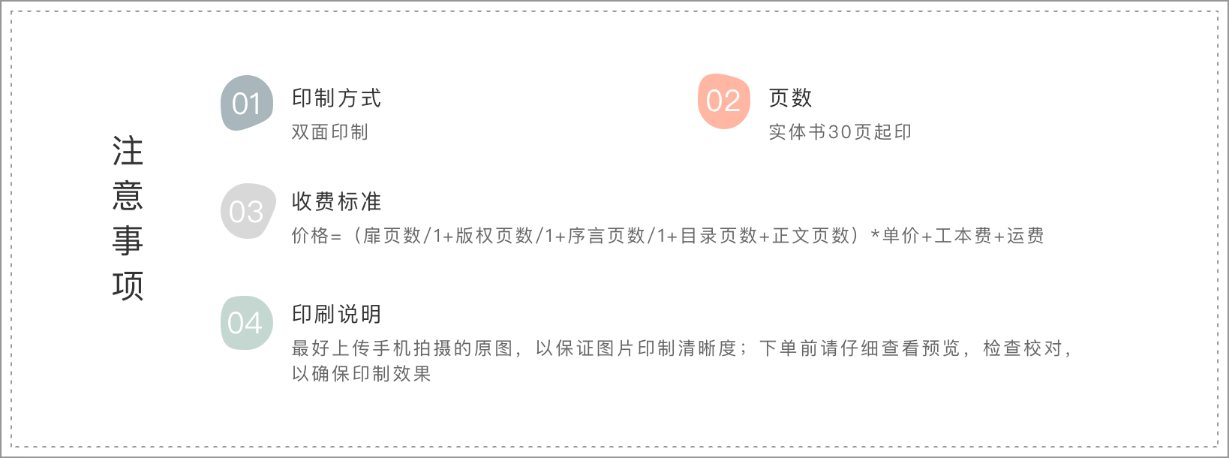 注意事项
01
印制方式
双面印制
02
页数
实体书30页起印
03
收费标准
价格=（扉页数/1+版权页数/1+序言页数/1+目录页数+正文页数）*单价+工本费+运费
04
印刷说明
最好上传手机拍摄的原图，以保证图片印制清晰度；下单前请仔细查看预览，检查校对，
以确保印制效果